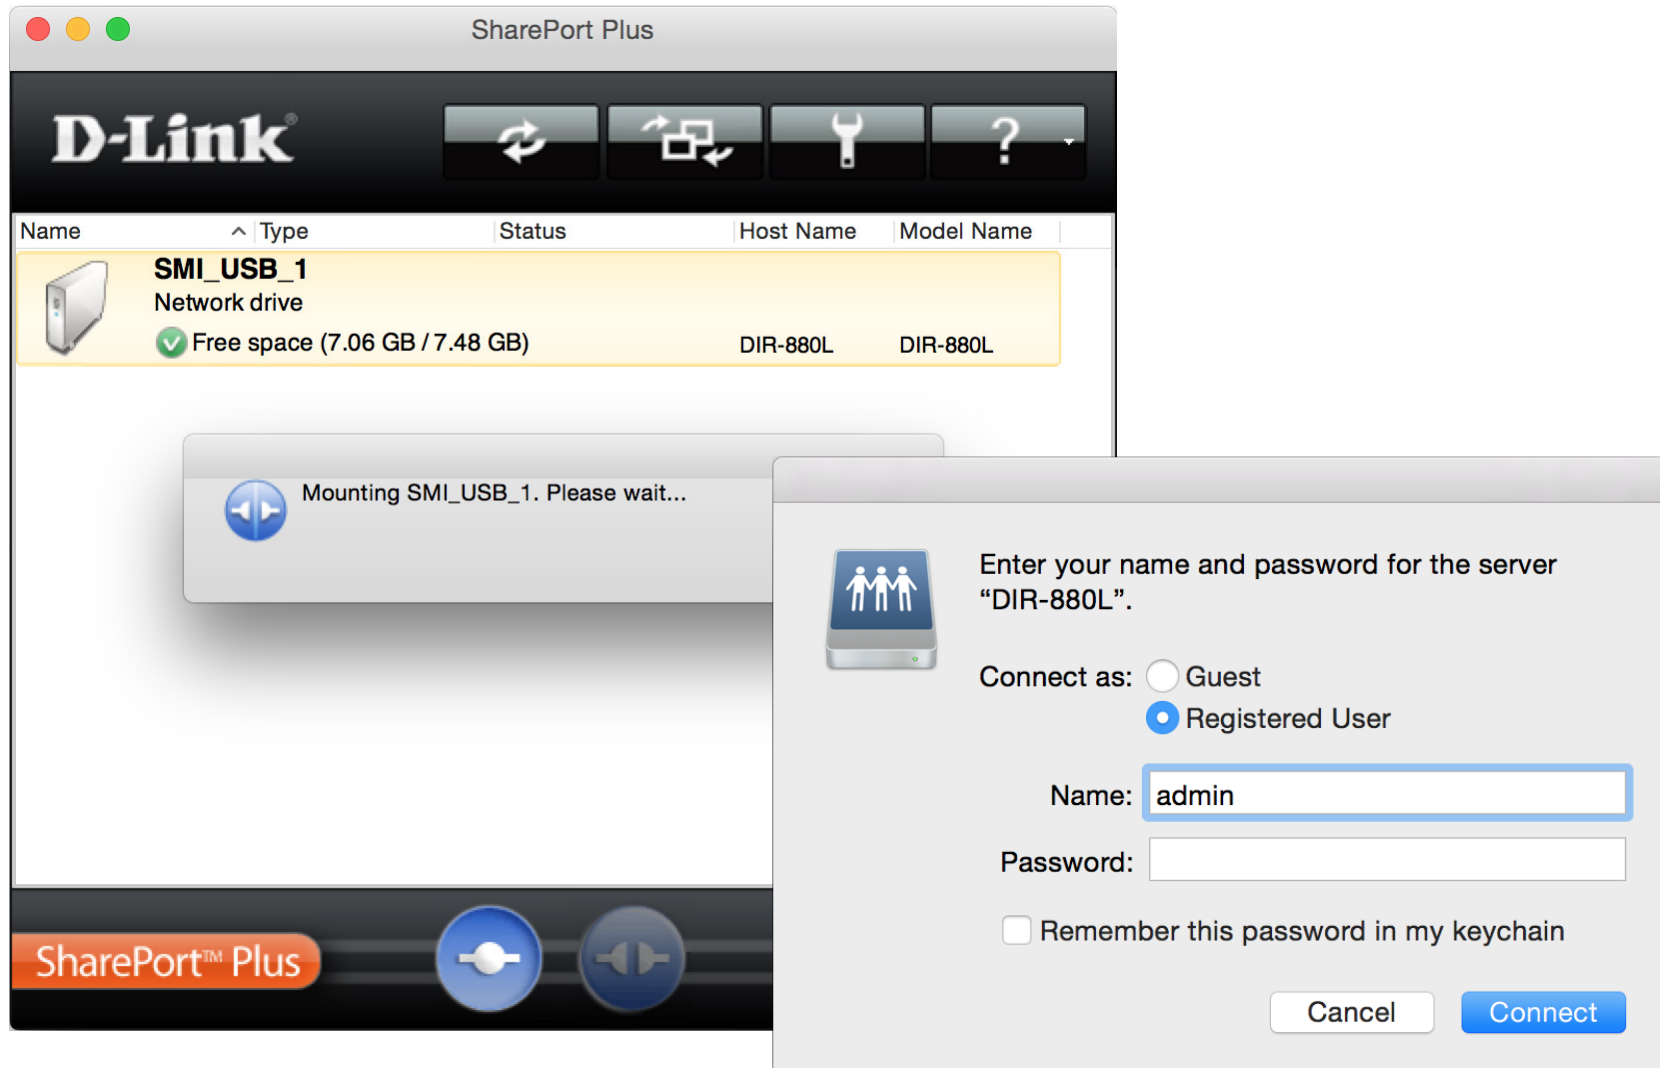 SharePort Plus
D-Link®
?
Name Type Status Host Name Model Name
SMI_USB_1
Network drive
Free space (7.06 GB / 7.48 GB) DIR-880L DIR-880L
Mounting SMI_USB_1. Please wait...
Enter your name and password for the server
“DIR-880L”.
Connect as: Guest
Registered User
Name: admin
Password:
Remember this password in my keychain
Cancel Connect
SharePort™ Plus